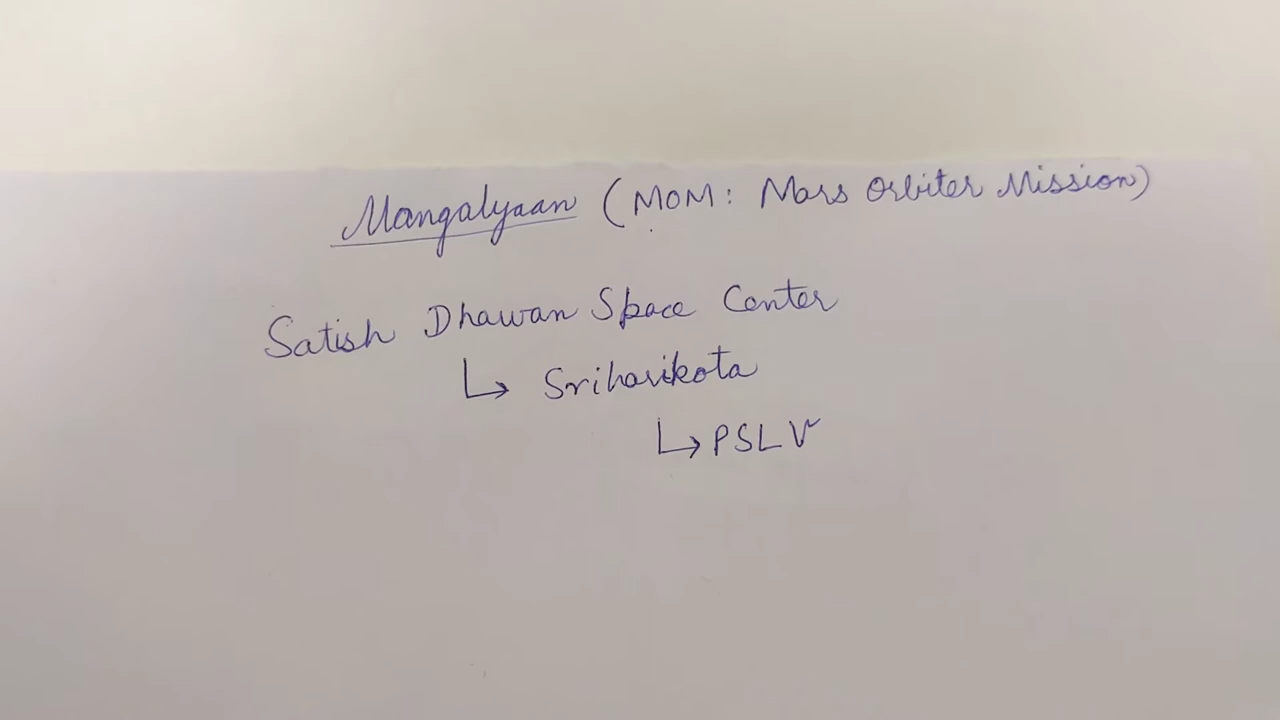 Mangalyaan (MOM: Mars Orbiter Mission)
Satish Dhawan Space Center
↳ Sriharikota
↳ PSLV